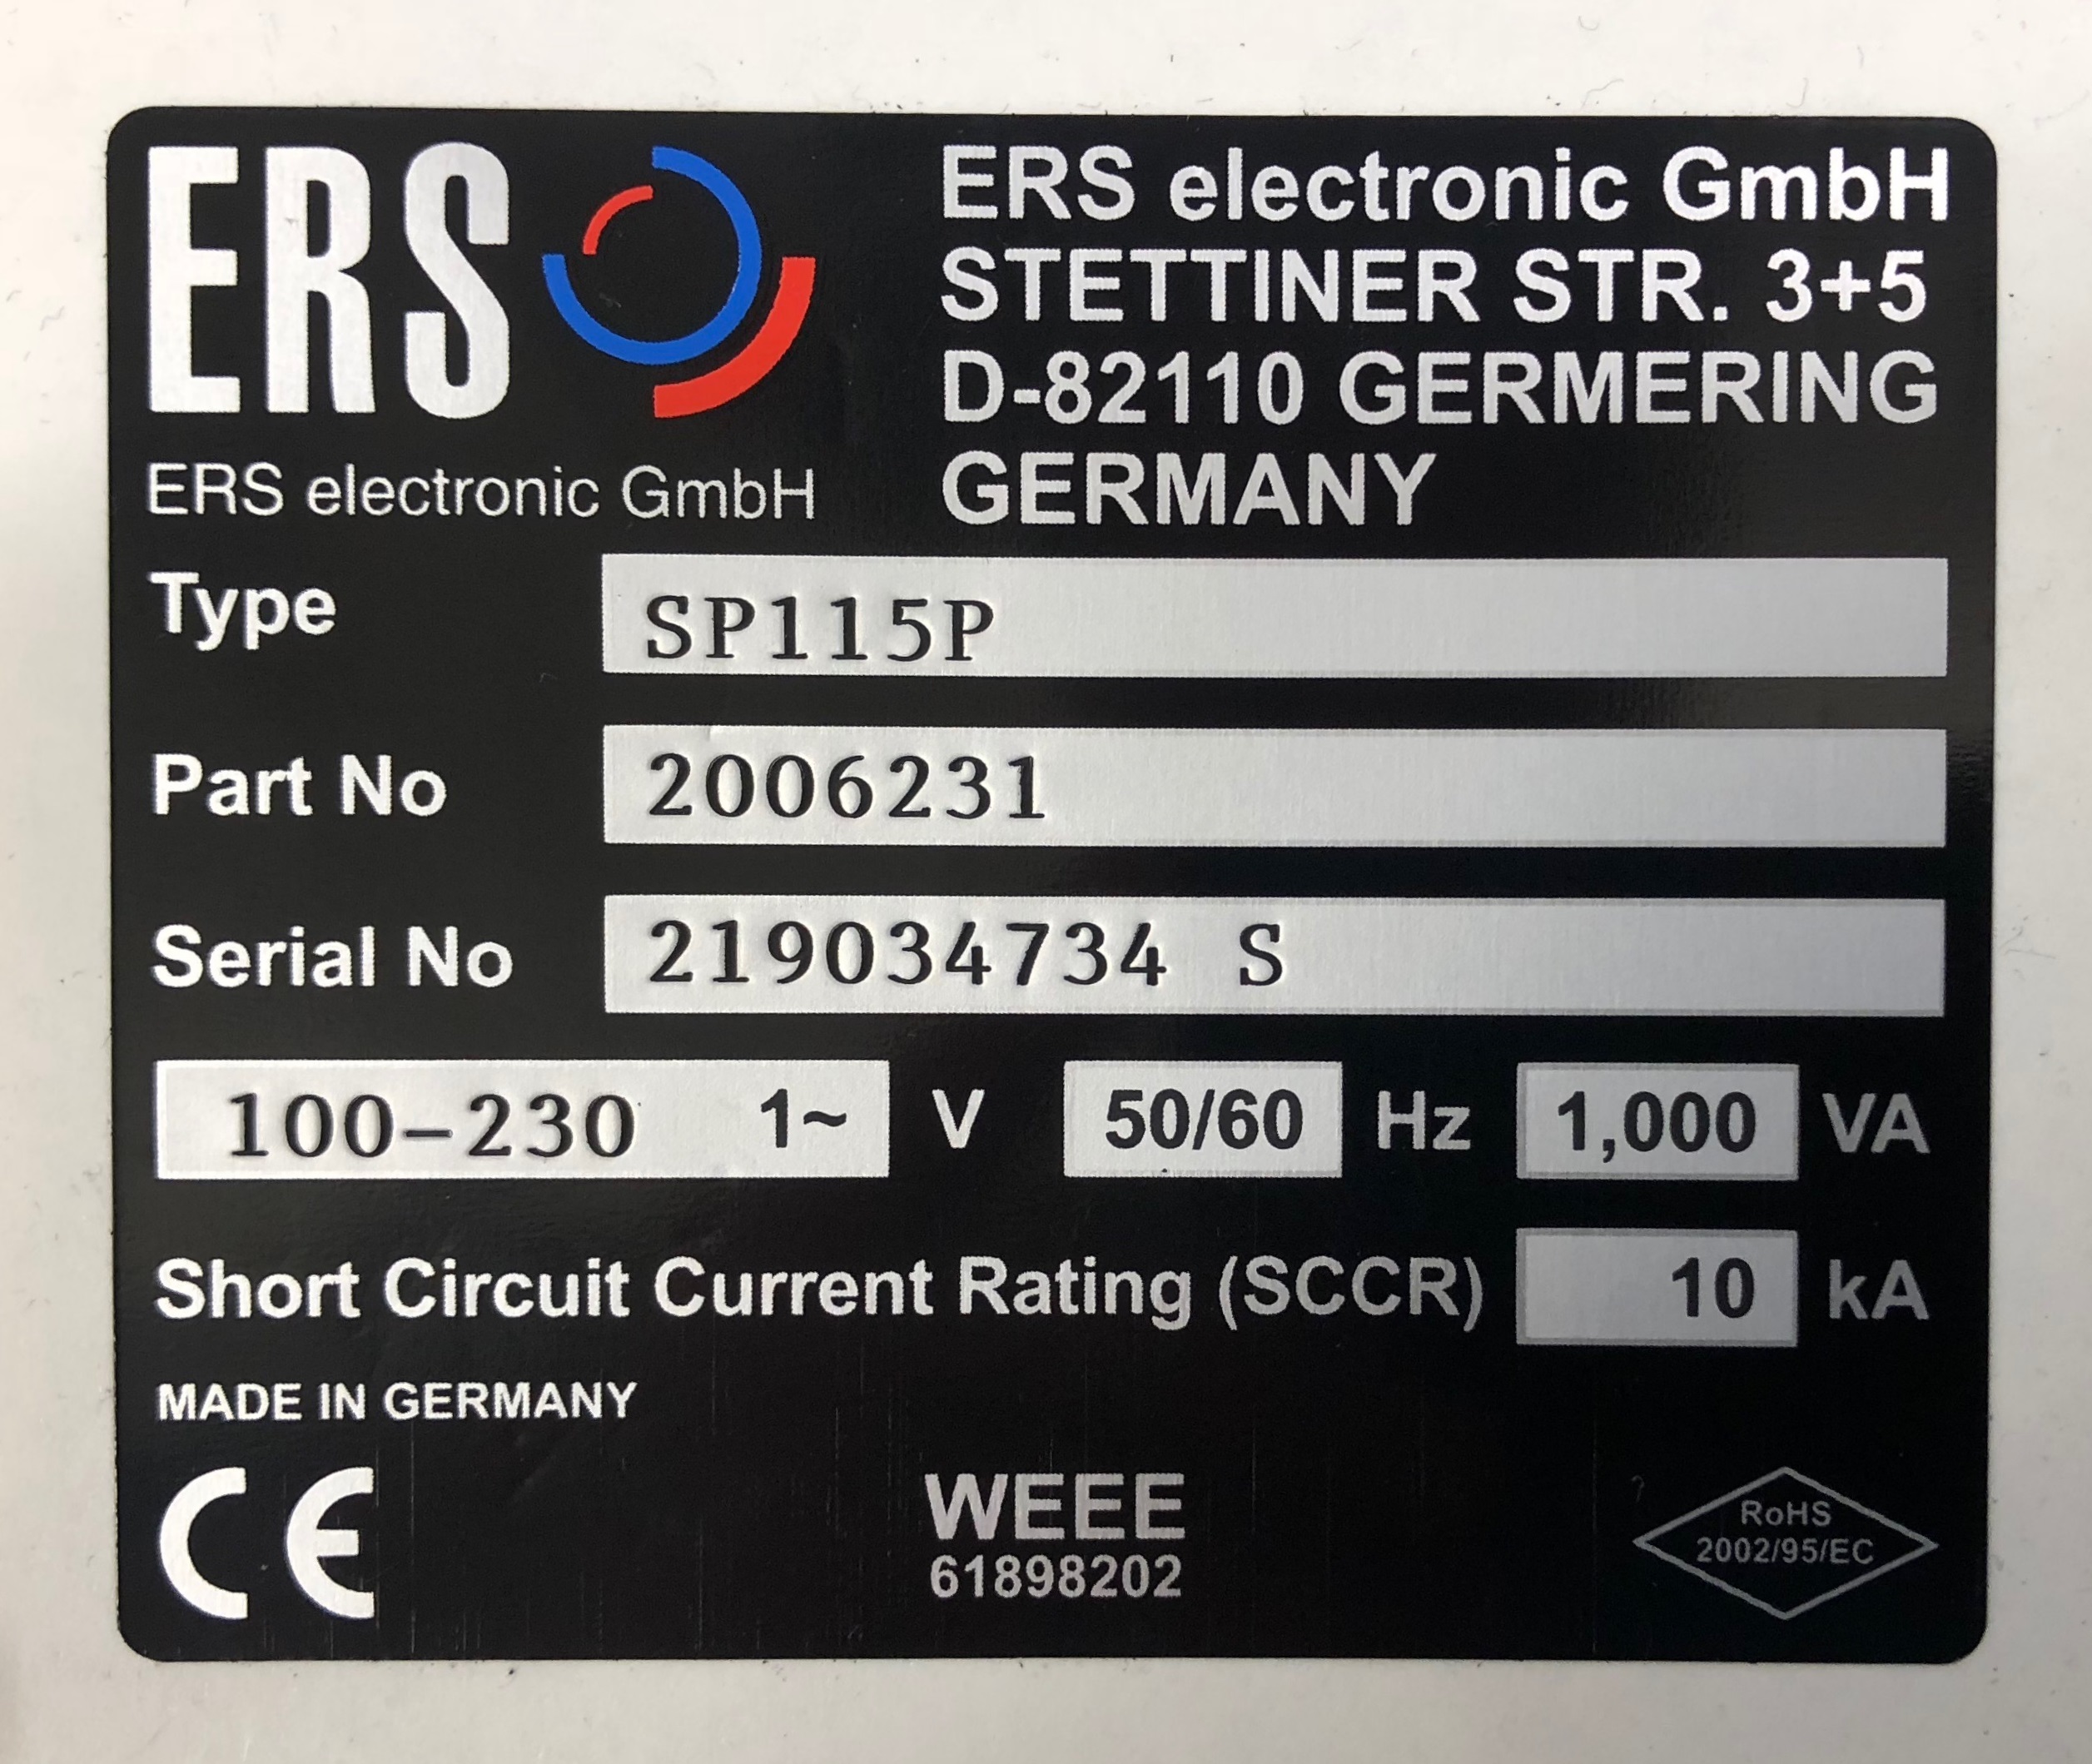 ERS
ERS electronic GmbH
ERS electronic GmbH
STETTINER STR. 3+5
D-82110 GERMERING
GERMANY
Type SP115P
Part No 2006231
Serial No 219034734 S
100-230 1~ V 50/60 Hz 1,000 VA
Short Circuit Current Rating (SCCR) 10 kA
MADE IN GERMANY
CE
WEEE
61898202
RoHS
2002/95/EC